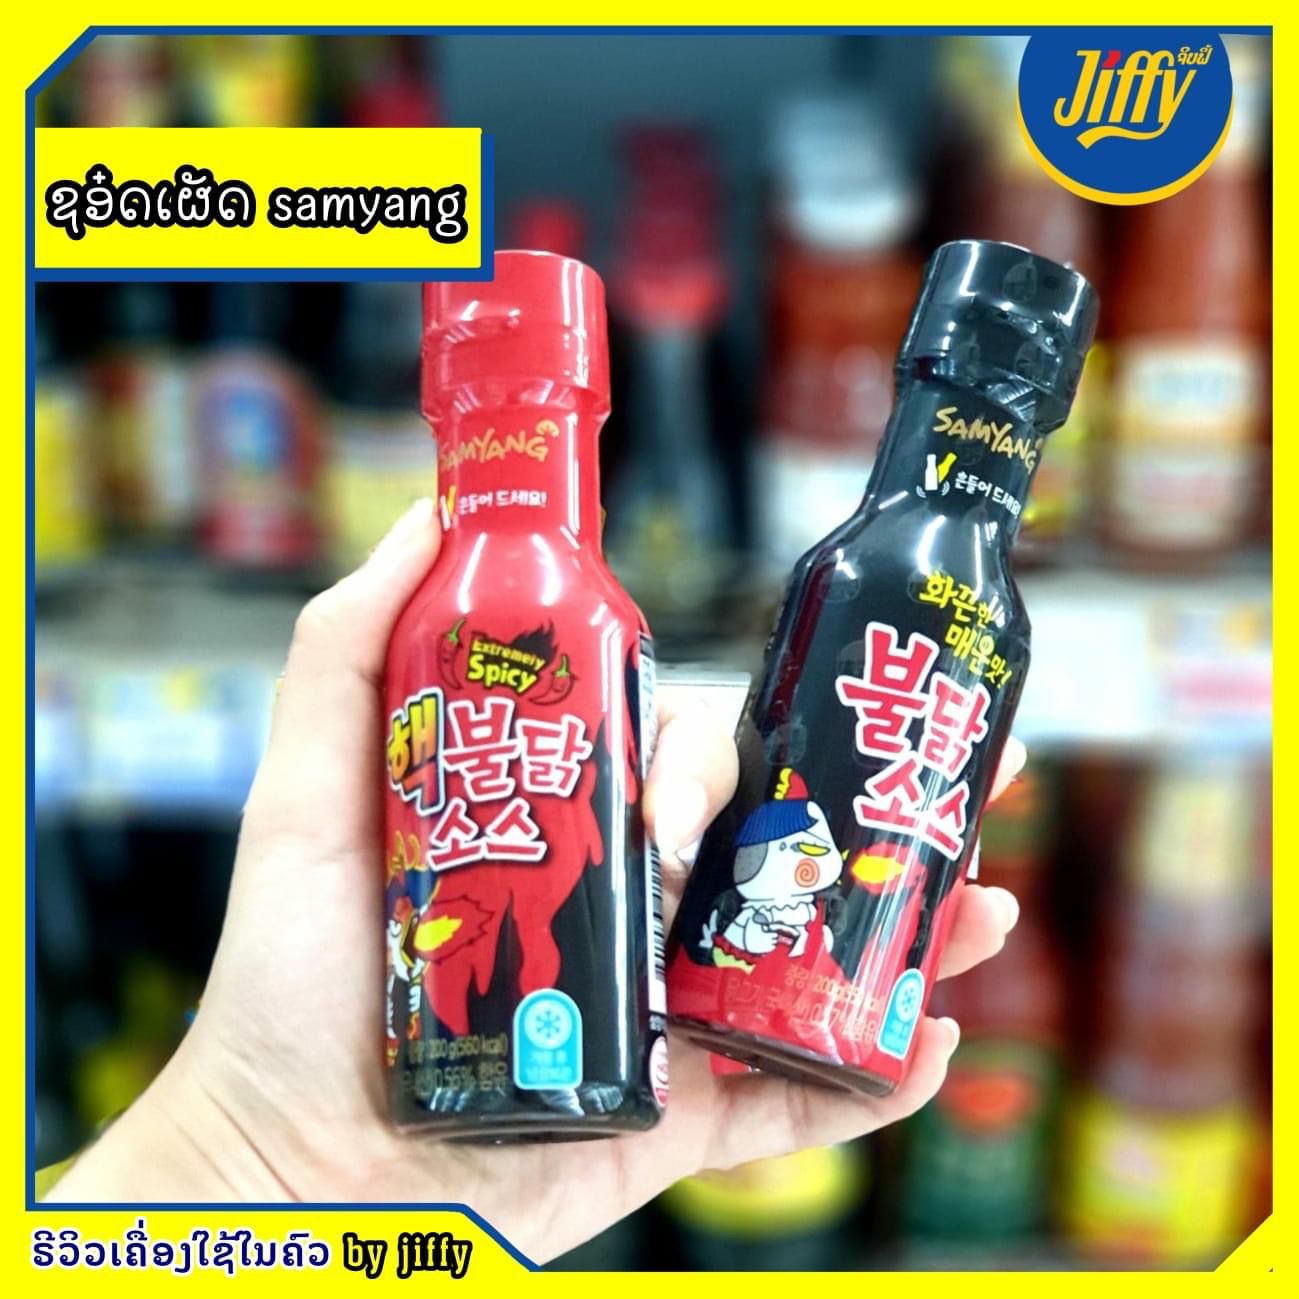 Jiffy
ຈິບຟີ້
ຊອ໋ດເຜັດ samyang
SAMYANG
흔들어 드세요!
Extremely
Spicy
핵불닭
소스
200g(560 kcal)
SAMYANG
흔들어 드세요!
화끈한
매운맛!
불닭
소스
ຣີວິວເຄື່ອງໃຊ້ໃນຄົວ by jiffy